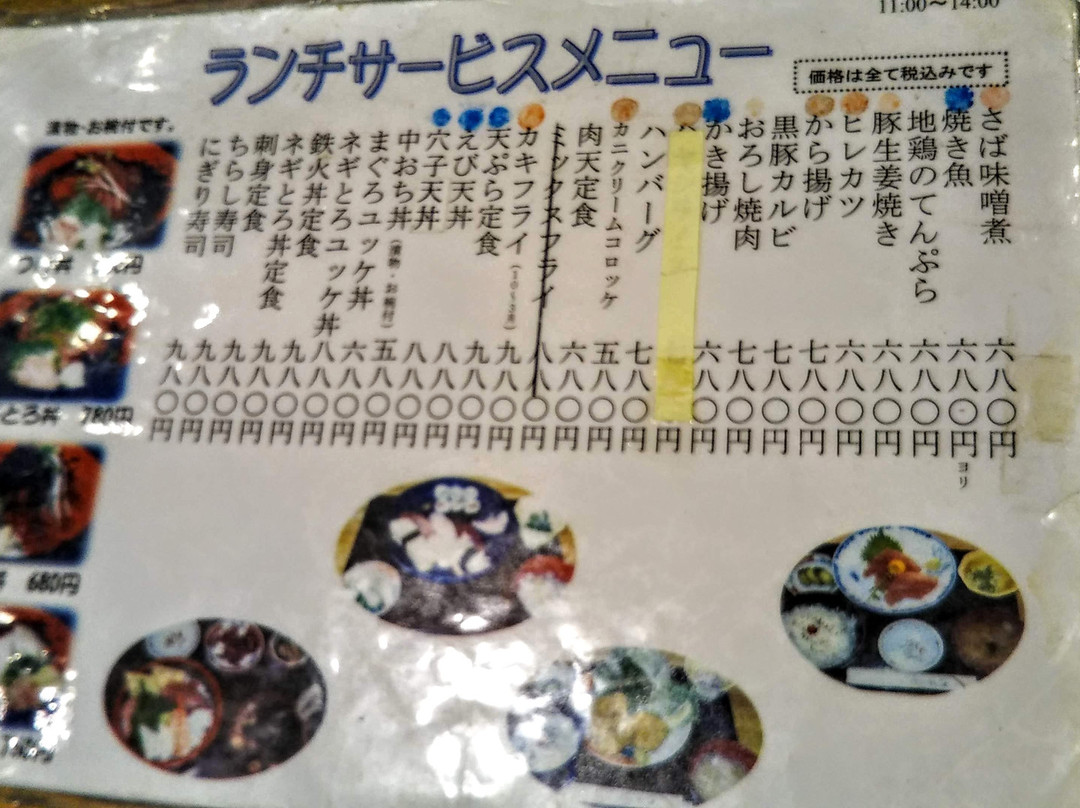 11:00〜14:00
ランチサービスメニュー
価格は全て税込みです
さば味噌煮 六八〇円
焼き魚 六八〇円ヨリ
地鶏のてんぷら 六八〇円
豚生姜焼き 六八〇円
ヒレカツ 六八〇円
から揚げ 七八〇円
黒豚カルビ 七八〇円
おろし焼肉 七八〇円
かき揚げ 六八〇円
円
ハンバーグ 七八〇円
カニクリームコロッケ 五八〇円
肉天定食 六八〇円
ミックスフライ 八八〇円
カキフライ(10〜3月) 九八〇円
天ぷら定食 九八〇円
えび天丼 八八〇円
穴子天丼 八八〇円
中おち丼(漬物・お椀付) 五八〇円
まぐろユッケ丼 六八〇円
ネギとろユッケ丼 八八〇円
鉄火丼定食 九八〇円
ネギとろ丼定食 九八〇円
刺身定食 九八〇円
ちらし寿司 九八〇円
にぎり寿司 九八〇円
漬物・お椀付です。
丼 円
とろ丼 780円
680円